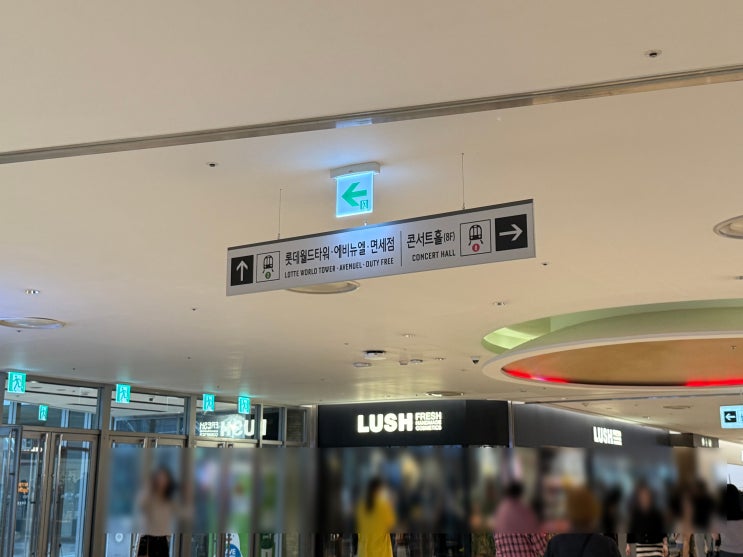 롯데월드타워·에비뉴엘·면세점
LOTTE WORLD TOWER·AVENUEL·DUTY FREE
콘서트홀(8F)
CONCERT HALL
LUSH FRESH
HANDMADE
COSMETICS
LUSH